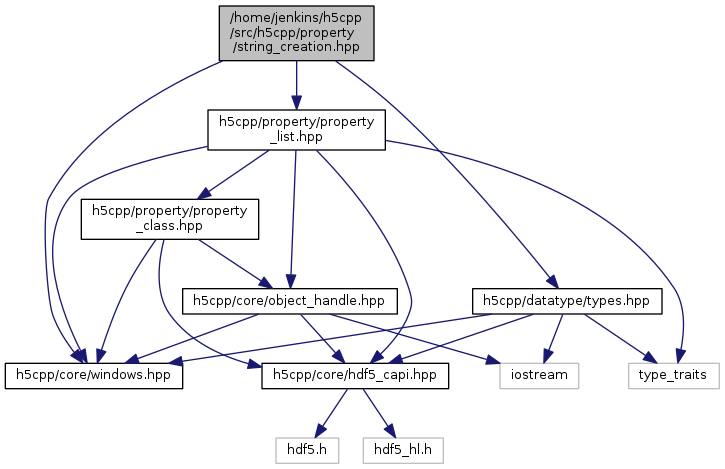 /home/jenkins/h5cpp
/src/h5cpp/property
/string_creation.hpp
h5cpp/property/property
_list.hpp
h5cpp/property/property
_class.hpp
h5cpp/core/object_handle.hpp
h5cpp/datatype/types.hpp
h5cpp/core/windows.hpp
h5cpp/core/hdf5_capi.hpp
iostream
type_traits
hdf5.h
hdf5_hl.h